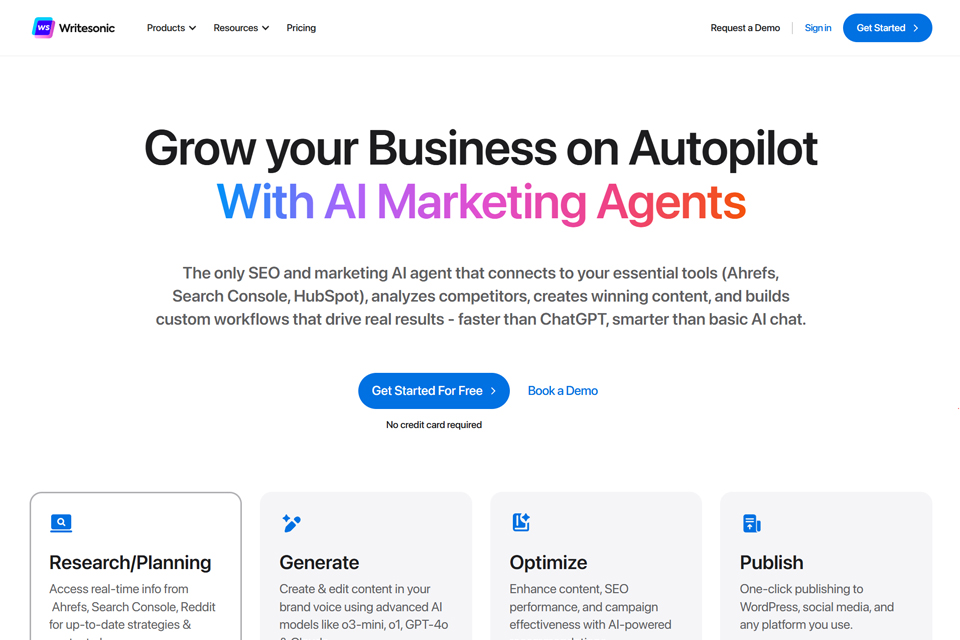 WS Writesonic Products Resources Pricing Request a Demo Sign in Get Started
Grow your Business on Autopilot
With AI Marketing Agents
The only SEO and marketing AI agent that connects to your essential tools (Ahrefs,
Search Console, HubSpot), analyzes competitors, creates winning content, and builds
custom workflows that drive real results - faster than ChatGPT, smarter than basic AI chat.
Get Started For Free Book a Demo
No credit card required
Research/Planning
Access real-time info from
Ahrefs, Search Console, Reddit
for up-to-date strategies &
Generate
Create & edit content in your
brand voice using advanced AI
models like o3-mini, o1, GPT-4o
Optimize
Enhance content, SEO
performance, and campaign
effectiveness with AI-powered
Publish
One-click publishing to
WordPress, social media, and
any platform you use.